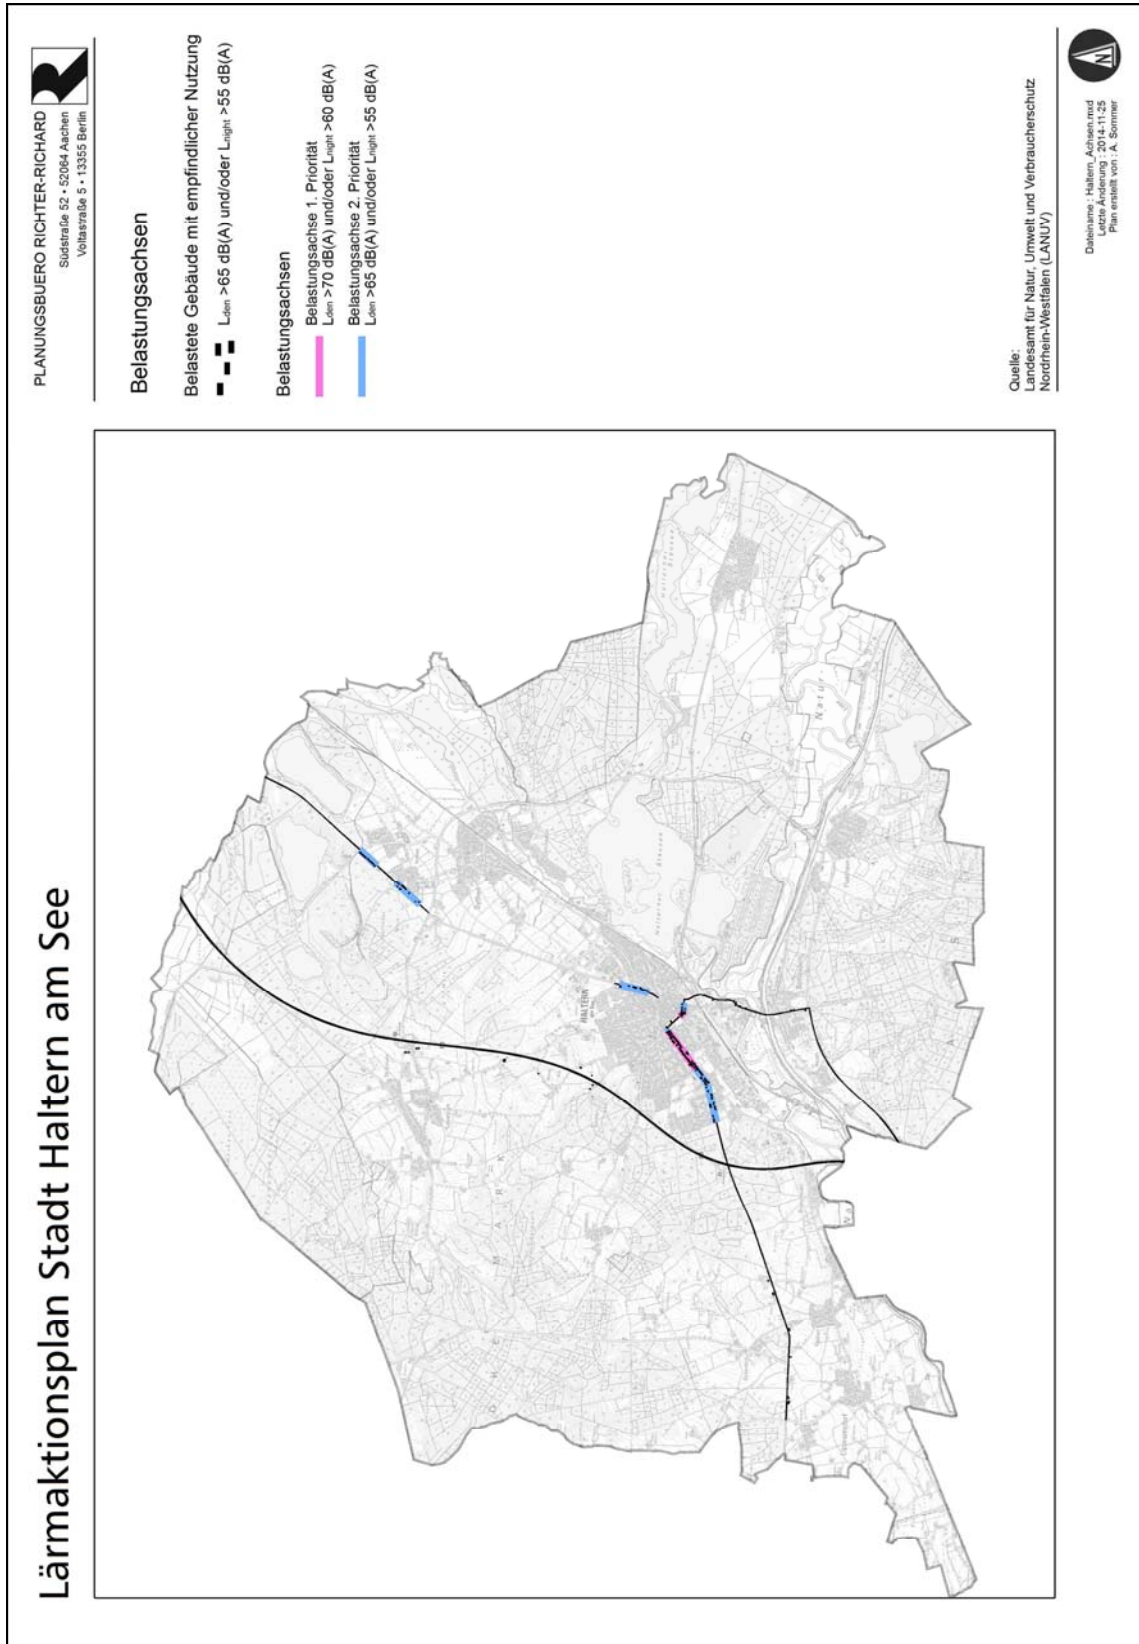 Lärmaktionsplan Stadt Haltern am See
PLANUNGSBUERO RICHTER-RICHARD
Südstraße 52 • 52064 Aachen
Voltastraße 5 • 13355 Berlin
Belastungsachsen
Belastete Gebäude mit empfindlicher Nutzung
Lden >65 dB(A) und/oder Lnight >55 dB(A)
Belastungsachsen
Belastungsachse 1. Priorität
Lden >70 dB(A) und/oder Lnight >60 dB(A)
Belastungsachse 2. Priorität
Lden >65 dB(A) und/oder Lnight >55 dB(A)
HALTERN
Quelle:
Landesamt für Natur, Umwelt und Verbraucherschutz
Nordrhein-Westfalen (LANUV)
N
Dateiname : Haltern_Achsen.mxd
Letzte Änderung : 2014-11-25
Plan erstellt von : A. Sommer